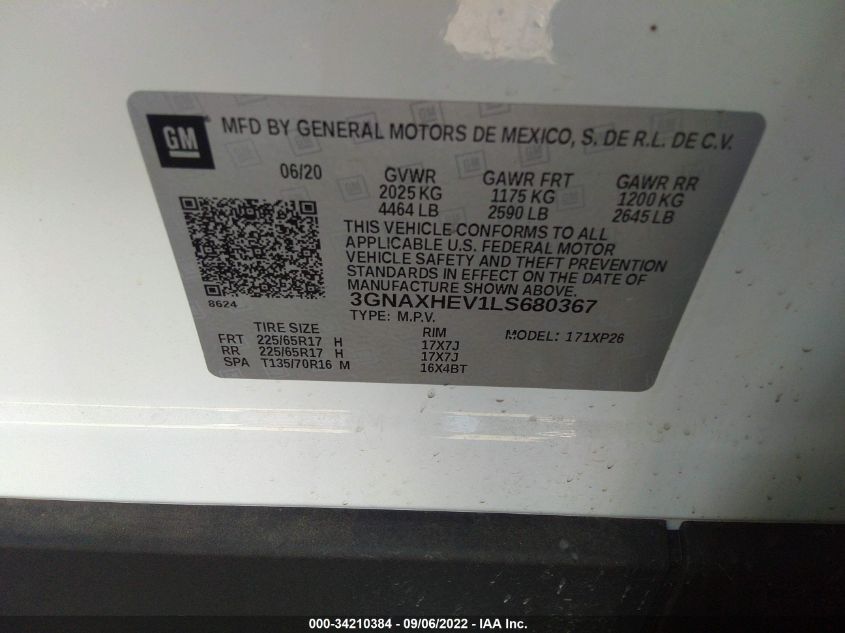 GM
MFD BY GENERAL MOTORS DE MEXICO, S. DE R.L. DE C.V.
06/20 GVWR GAWR FRT GAWR RR
2025 KG 1175 KG 1200 KG
4464 LB 2590 LB 2645 LB
THIS VEHICLE CONFORMS TO ALL
APPLICABLE U.S. FEDERAL MOTOR
VEHICLE SAFETY AND THEFT PREVENTION
STANDARDS IN EFFECT ON THE DATE OF
MANUFACTURE SHOWN ABOVE.
8624 3GNAXHEV1LS680367
TYPE: M.P.V.
TIRE SIZE RIM MODEL: 171XP26
FRT 225/65R17 H 17X7J
RR 225/65R17 H 17X7J
SPA T135/70R16 M 16X4BT
000-34210384 - 09/06/2022 - IAA Inc.